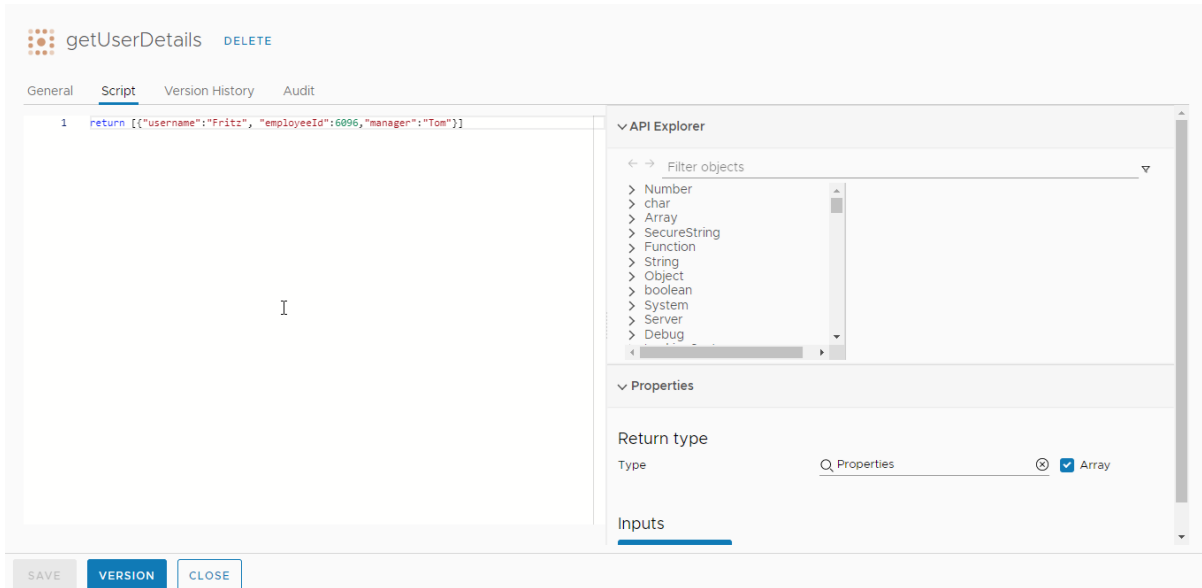 getUserDetails DELETE
General Script Version History Audit
1 return [{"username":"Fritz", "employeeId":6096,"manager":"Tom"}]
API Explorer
Filter objects
Number
char
Array
SecureString
Function
String
Object
boolean
System
Server
Debug
Properties
Return type
Type Properties Array
Inputs
SAVE VERSION CLOSE